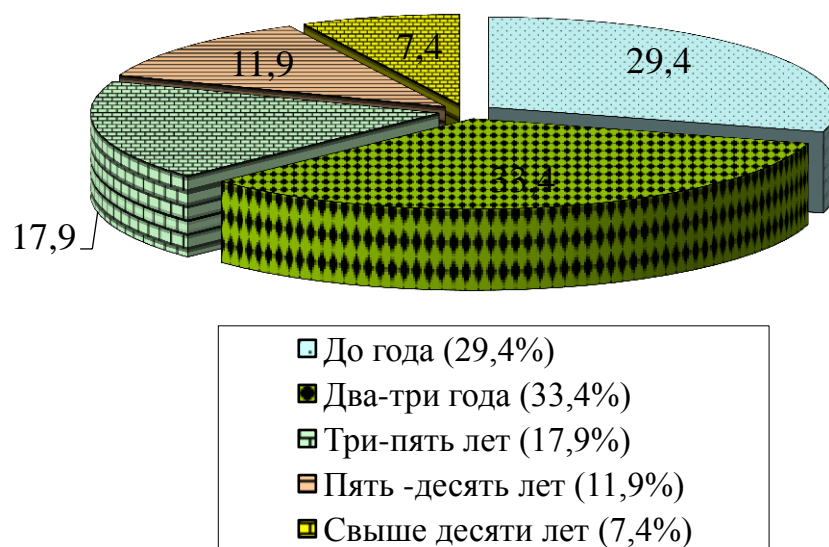 7,4
11,9
29,4
33,4
17,9
До года (29,4%)
Два-три года (33,4%)
Три-пять лет (17,9%)
Пять -десять лет (11,9%)
Свыше десяти лет (7,4%)